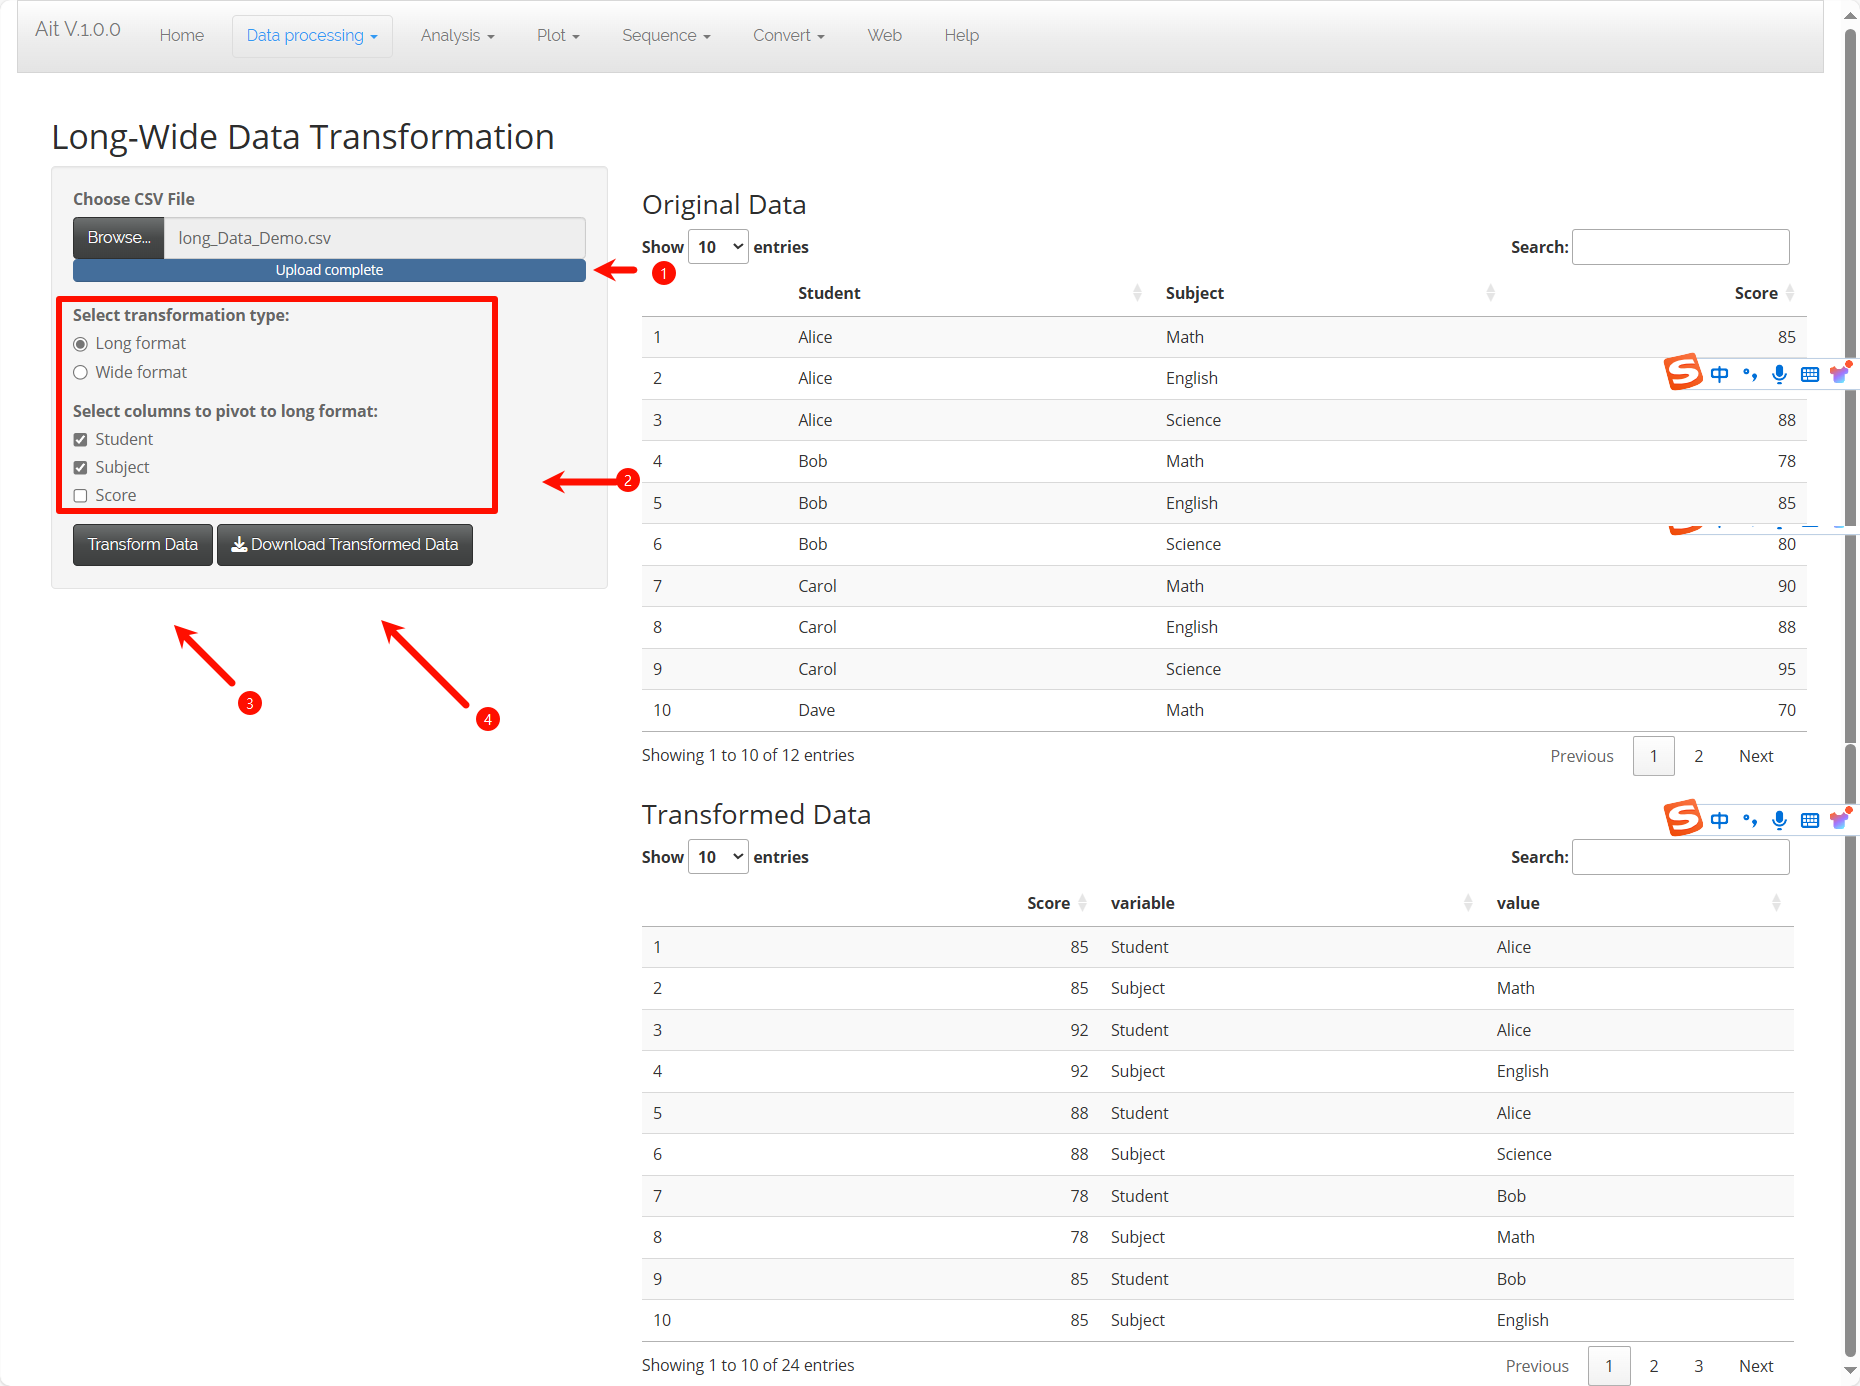 Ait V.1.0.0 Home Data processing Analysis Plot Sequence Convert Web Help
Long-Wide Data Transformation
Choose CSV File
Browse... long_Data_Demo.csv
Upload complete
1
Select transformation type:
Long format
Wide format
Select columns to pivot to long format:
Student
Subject
Score
2
Transform Data Download Transformed Data
3
4
Original Data
Show 10 entries Search:
Student Subject Score
1 Alice Math 85
2 Alice English
S 中
3 Alice Science 88
4 Bob Math 78
5 Bob English 85
6 Bob Science 80
7 Carol Math 90
8 Carol English 88
9 Carol Science 95
10 Dave Math 70
Showing 1 to 10 of 12 entries Previous 1 2 Next
Transformed Data
S 中
Show 10 entries Search:
Score variable value
1 85 Student Alice
2 85 Subject Math
3 92 Student Alice
4 92 Subject English
5 88 Student Alice
6 88 Subject Science
7 78 Student Bob
8 78 Subject Math
9 85 Student Bob
10 85 Subject English
Showing 1 to 10 of 24 entries Previous 1 2 3 Next